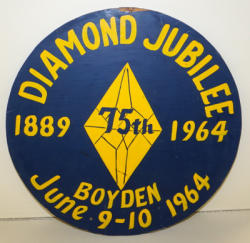 DIAMOND JUBILEE
1889 75th 1964
BOYDEN
June 9-10 1964